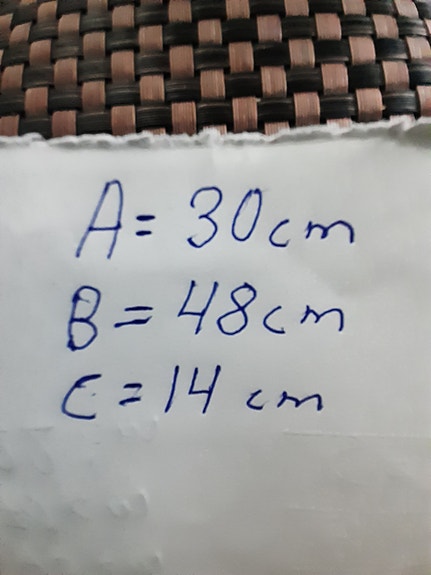 A = 30cm
B = 48cm
C = 14 cm